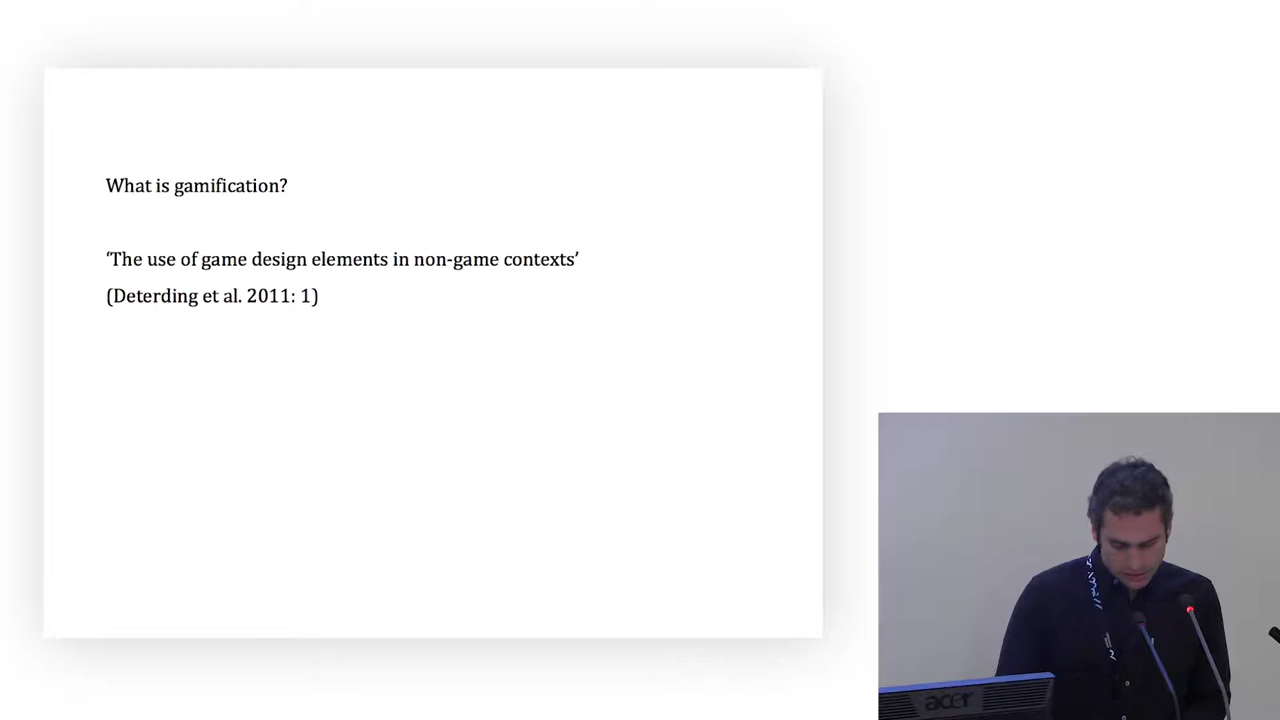 What is gamification?
‘The use of game design elements in non-game contexts’
(Deterding et al. 2011: 1)
acer